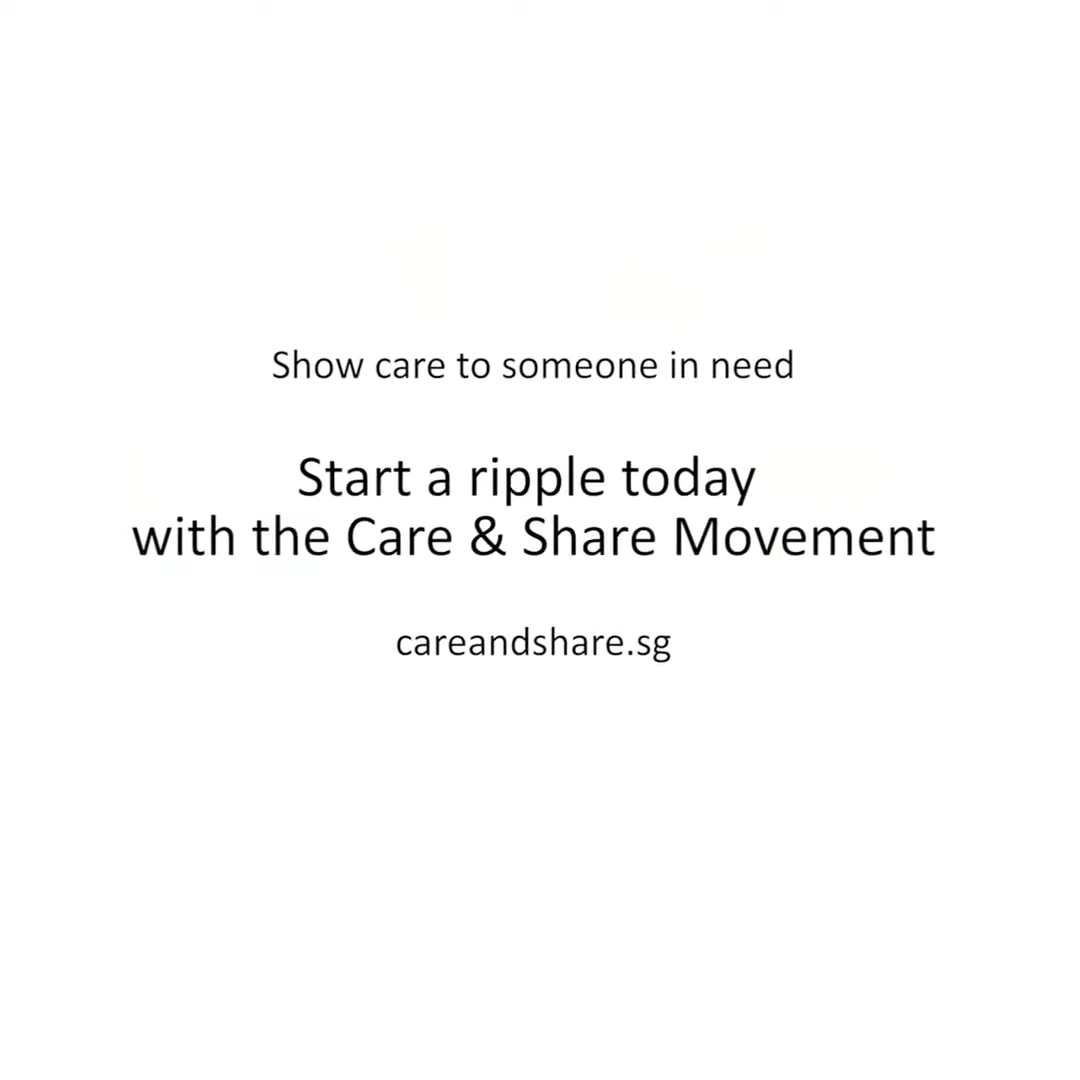 Show care to someone in need
Start a ripple today
with the Care & Share Movement
careandshare.sg